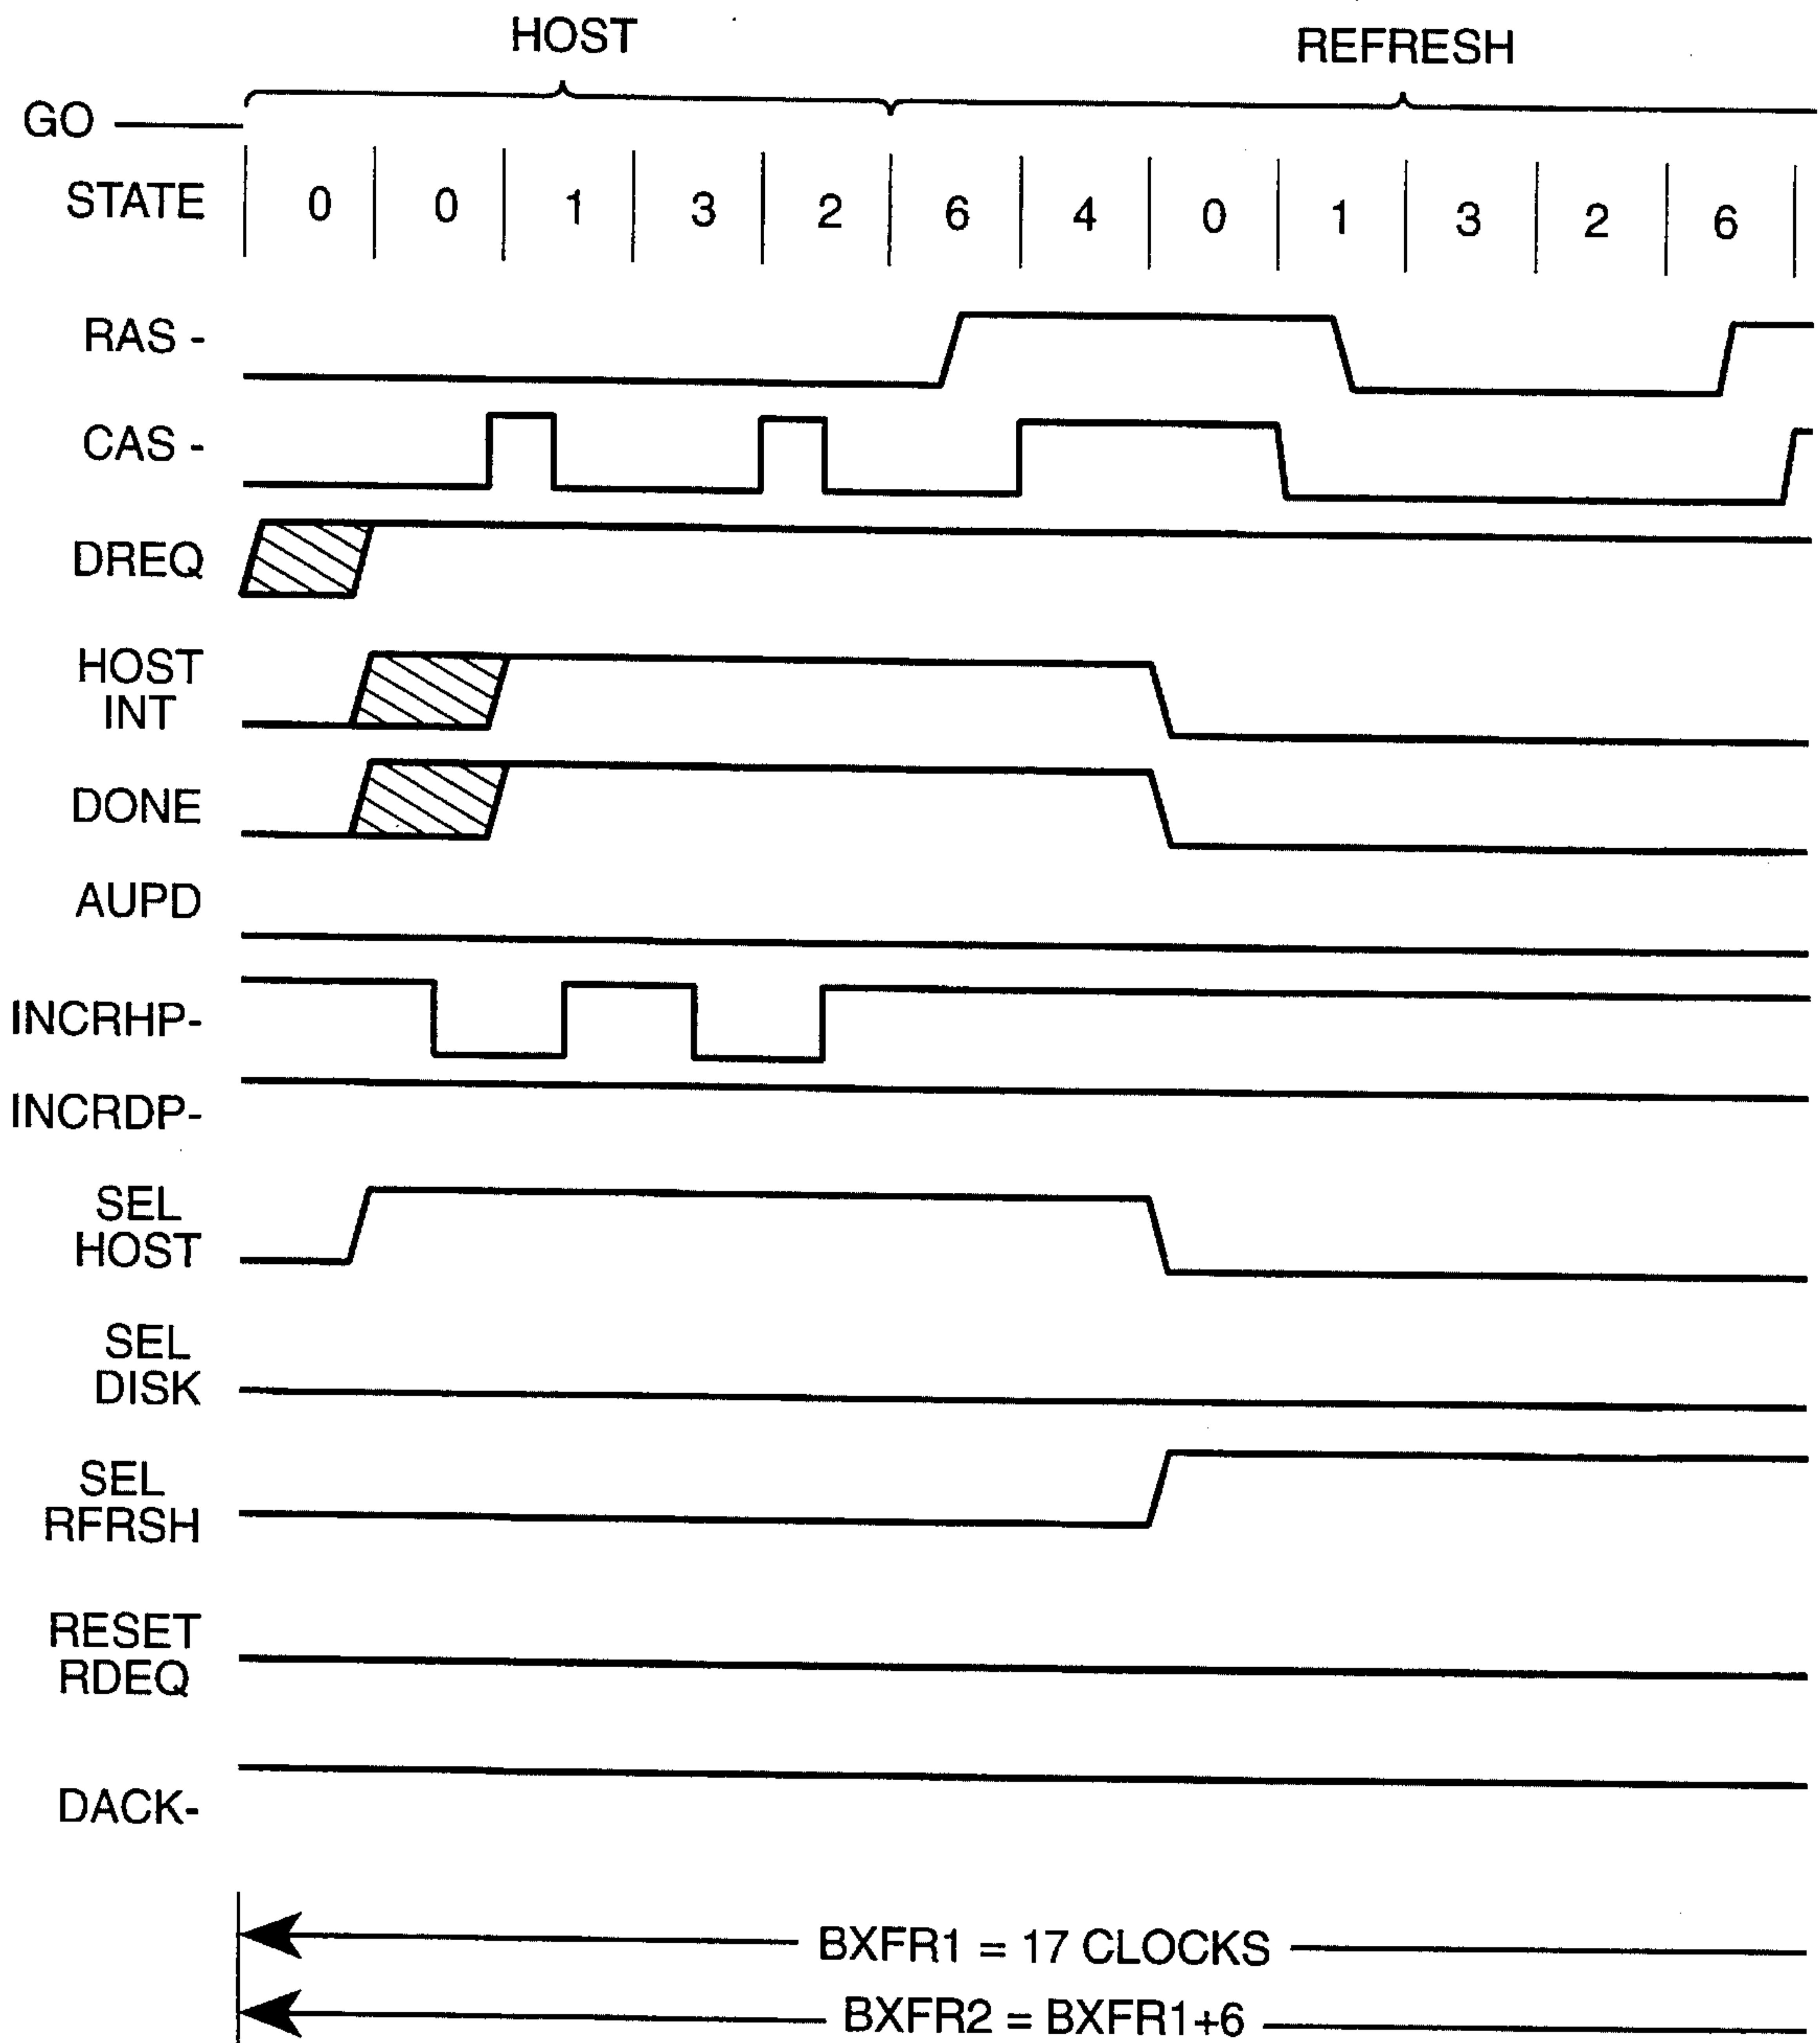 HOST
REFRESH
GO
STATE 0 0 1 3 2 6 4 0 1 3 2 6
RAS -
CAS -
DREQ
HOST
INT
DONE
AUPD
INCRHP-
INCRDP-
SEL
HOST
SEL
DISK
SEL
RFRSH
RESET
RDEQ
DACK-
BXFR1 = 17 CLOCKS
BXFR2 = BXFR1+6